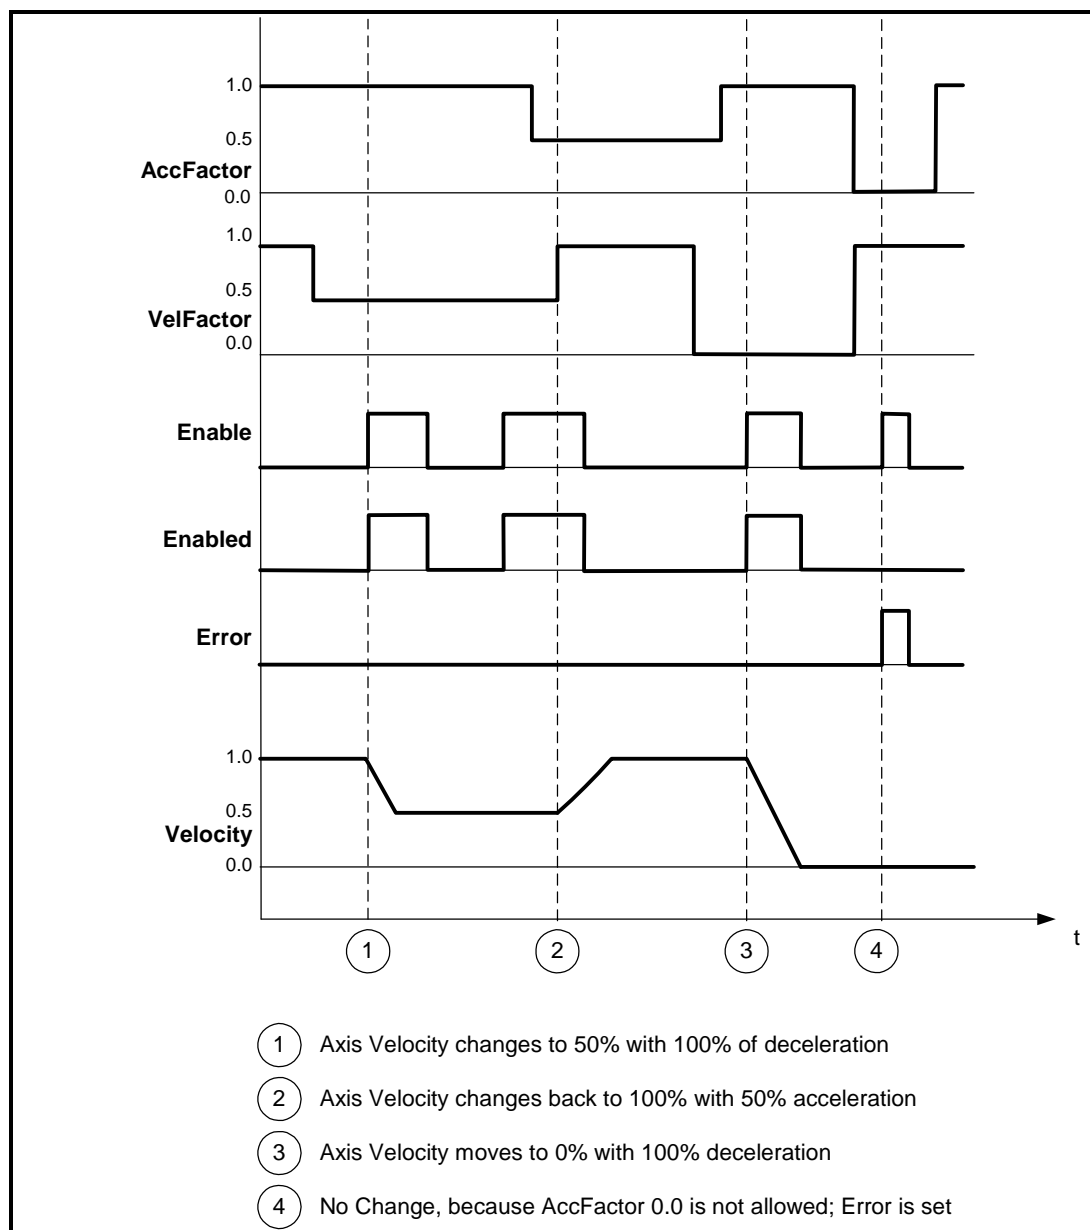 1.0
0.5
AccFactor
0.0
1.0
0.5
VelFactor
0.0
Enable
Enabled
Error
1.0
0.5
Velocity
0.0
t
1 2 3 4
1 Axis Velocity changes to 50% with 100% of deceleration
2 Axis Velocity changes back to 100% with 50% acceleration
3 Axis Velocity moves to 0% with 100% deceleration
4 No Change, because AccFactor 0.0 is not allowed; Error is set